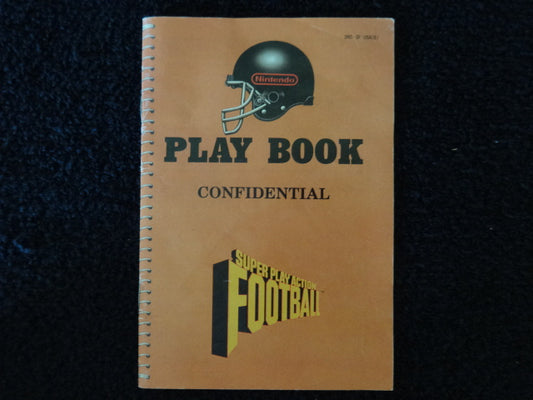 Nintendo
PLAY BOOK
CONFIDENTIAL
SUPER PLAY ACTION
FOOTBALL